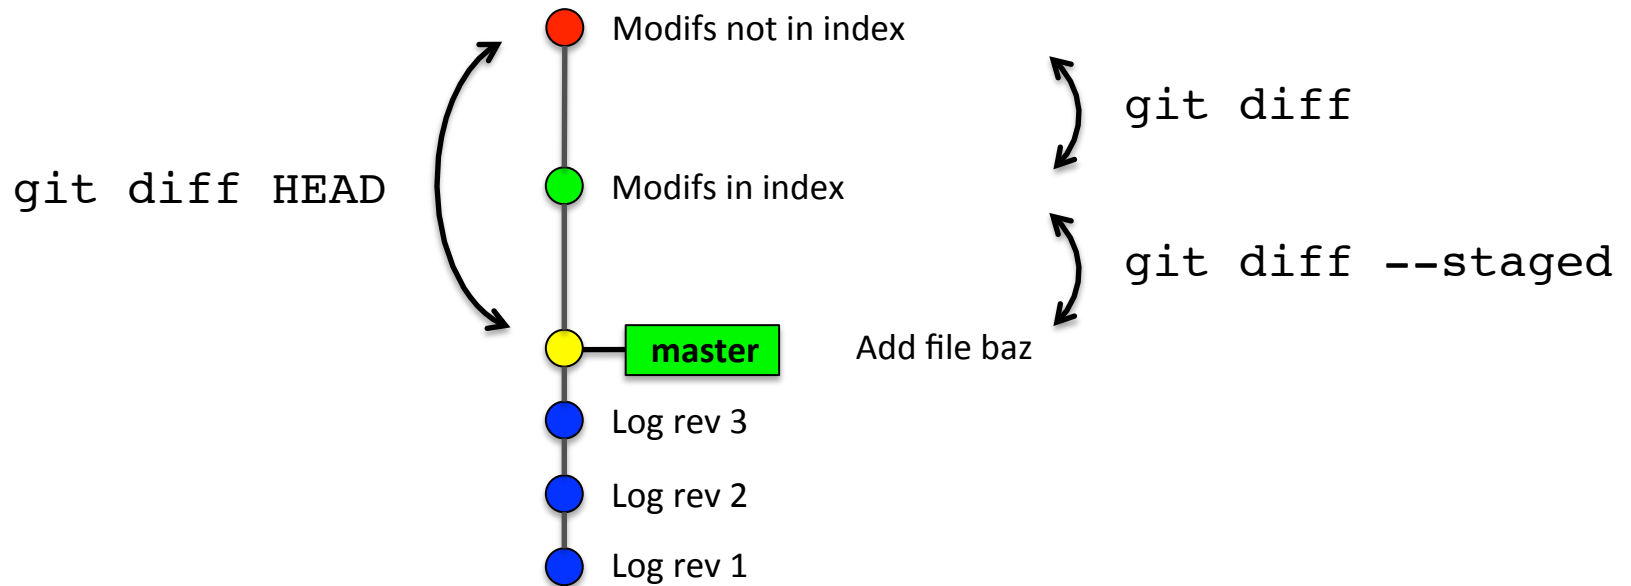 Modifs not in index
git diff
git diff HEAD
Modifs in index
git diff --staged
master
Add file baz
Log rev 3
Log rev 2
Log rev 1